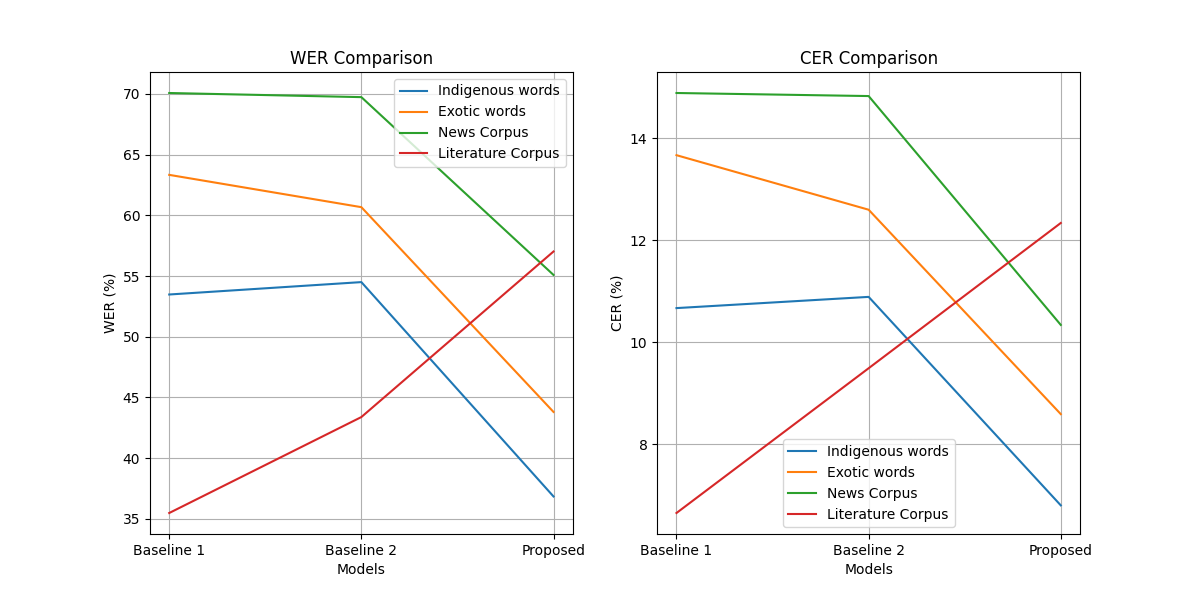 WER Comparison
WER (%)
70
65
60
55
50
45
40
35
Indigenous words
Exotic words
News Corpus
Literature Corpus
Baseline 1
Baseline 2
Proposed
Models
CER Comparison
CER (%)
14
12
10
8
Indigenous words
Exotic words
News Corpus
Literature Corpus
Baseline 1
Baseline 2
Proposed
Models